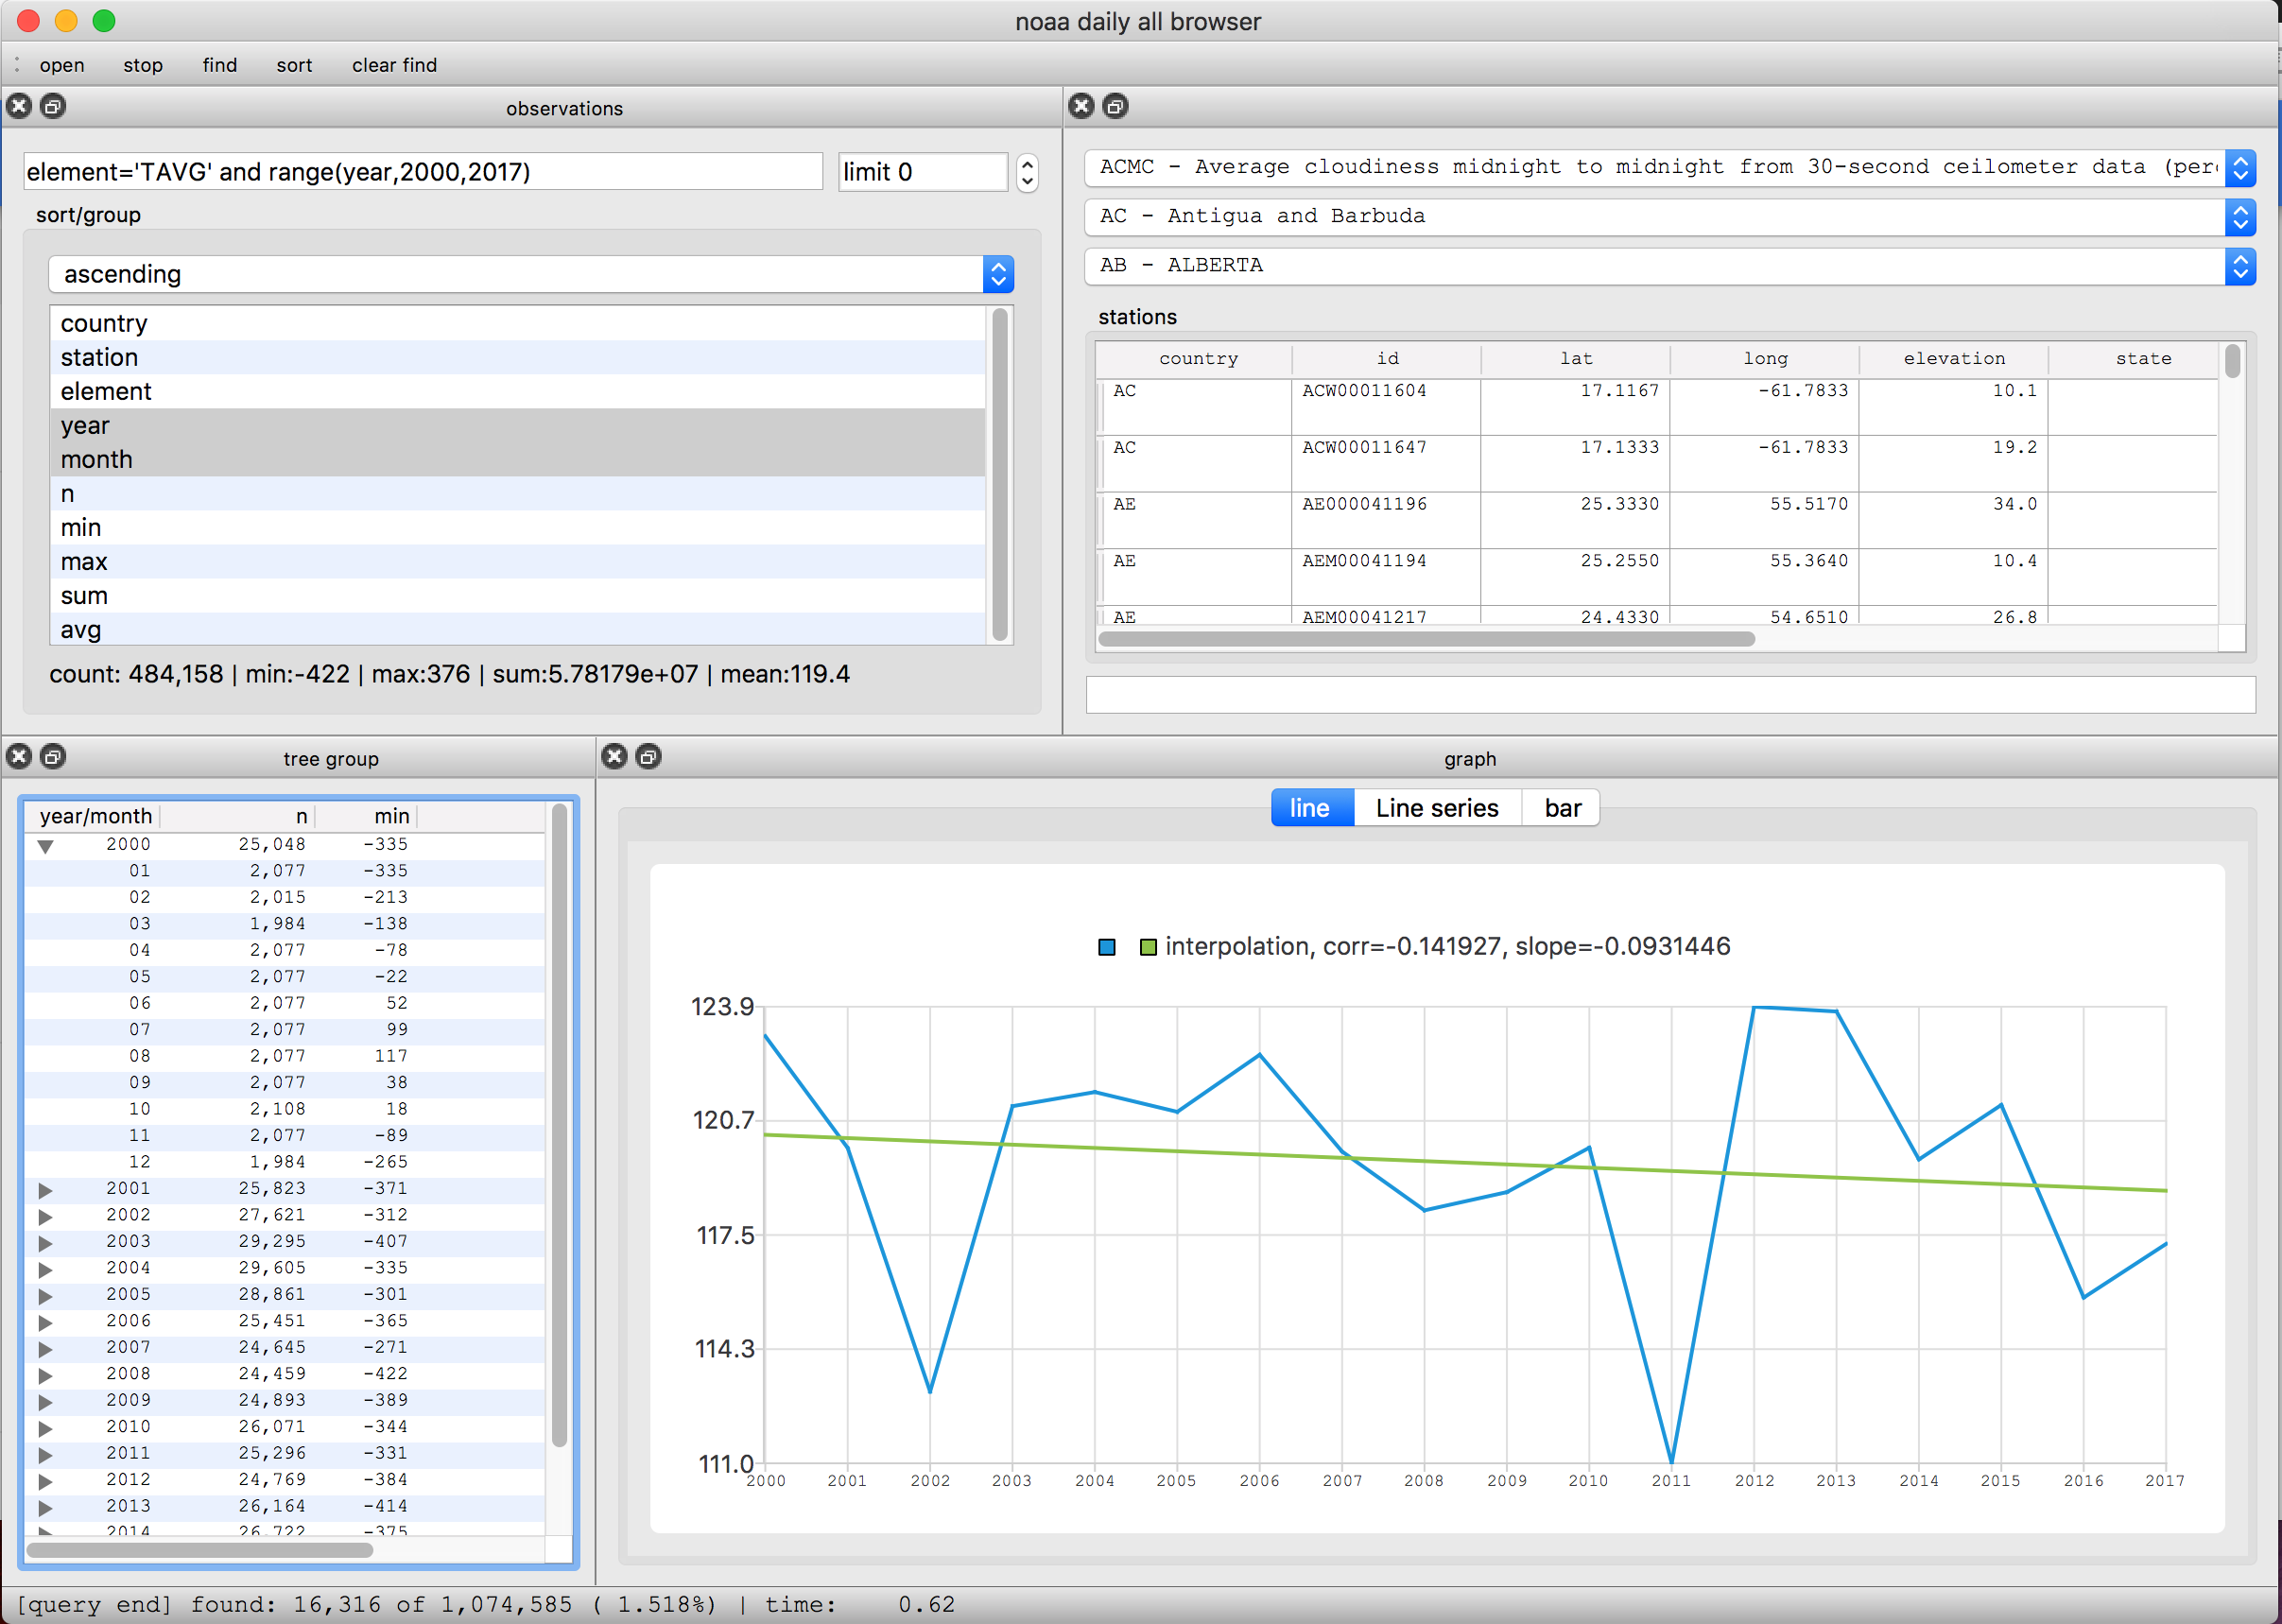 noaa daily all browser
open stop find sort clear find
observations
element='TAVG' and range(year,2000,2017) limit 0
sort/group
ascending
country
station
element
year
month
n
min
max
sum
avg
count: 484,158 | min:-422 | max:376 | sum:5.78179e+07 | mean:119.4
ACMC - Average cloudiness midnight to midnight from 30-second ceilometer data (per
AC - Antigua and Barbuda
AB - ALBERTA
stations
country id lat long elevation state
AC ACW00011604 17.1167 -61.7833 10.1
AC ACW00011647 17.1333 -61.7833 19.2
AE AE000041196 25.3330 55.5170 34.0
AE AEM00041194 25.2550 55.3640 10.4
AE AEM00041217 24.4330 54.6510 26.8
tree group
year/month n min
2000 25,048 -335
01 2,077 -335
02 2,015 -213
03 1,984 -138
04 2,077 -78
05 2,077 -22
06 2,077 52
07 2,077 99
08 2,077 117
09 2,077 38
10 2,108 18
11 2,077 -89
12 1,984 -265
2001 25,823 -371
2002 27,621 -312
2003 29,295 -407
2004 29,605 -335
2005 28,861 -301
2006 25,451 -365
2007 24,645 -271
2008 24,459 -422
2009 24,893 -389
2010 26,071 -344
2011 25,296 -331
2012 24,769 -384
2013 26,164 -414
2014 26,722 -375
graph
line Line series bar
interpolation, corr=-0.141927, slope=-0.0931446
123.9
120.7
117.5
114.3
111.0
2000 2001 2002 2003 2004 2005 2006 2007 2008 2009 2010 2011 2012 2013 2014 2015 2016 2017
[query end] found: 16,316 of 1,074,585 ( 1.518%) | time: 0.62